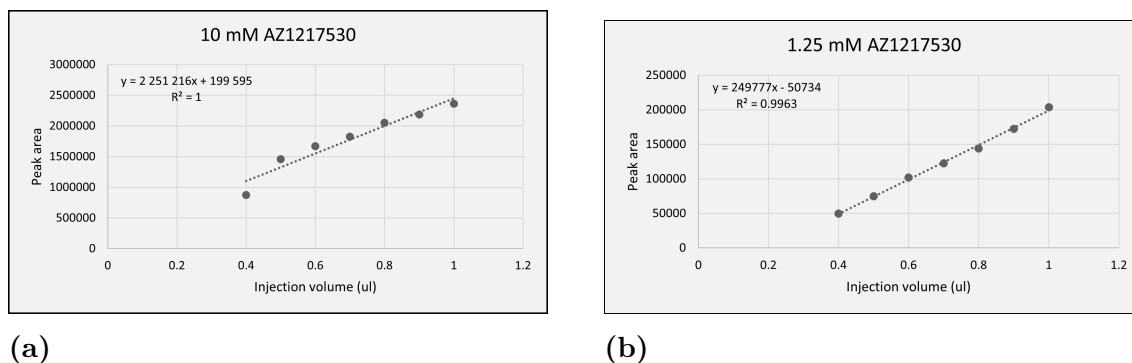 10 mM AZ1217530
y = 2 251 216x + 199 595
R² = 1
Peak area
3000000
2500000
2000000
1500000
1000000
500000
0
0 0.2 0.4 0.6 0.8 1 1.2
Injection volume (ul)
(a)
1.25 mM AZ1217530
y = 249777x - 50734
R² = 0.9963
Peak area
250000
200000
150000
100000
50000
0
0 0.2 0.4 0.6 0.8 1 1.2
Injection volume (ul)
(b)